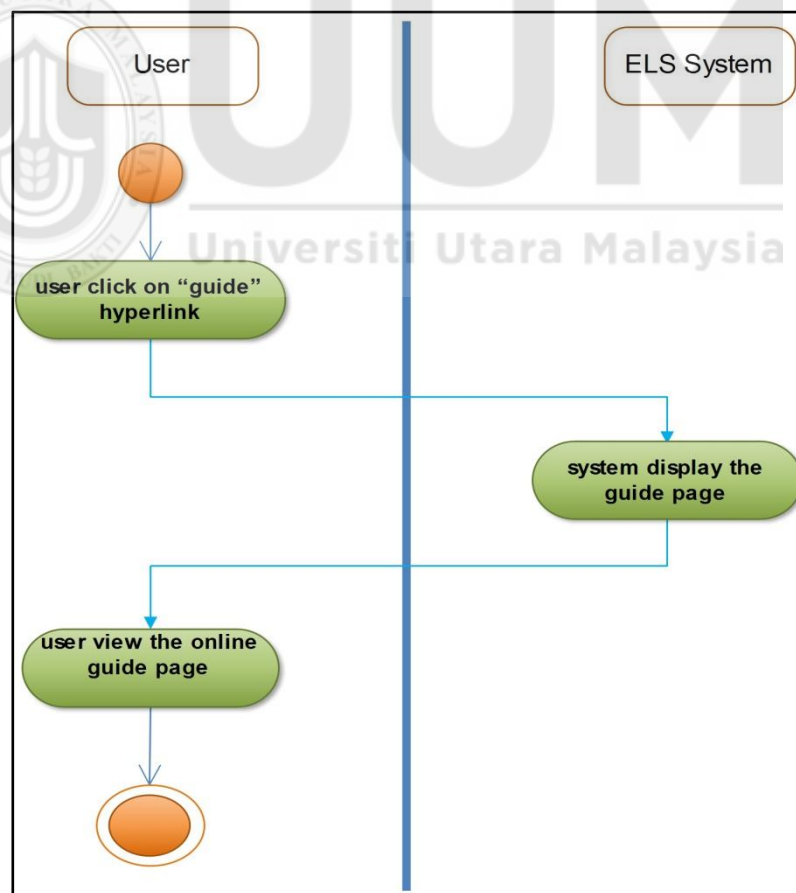 User
ELS System
UUM
Universiti Utara Malaysia
user click on “guide”
hyperlink
system display the
guide page
user view the online
guide page